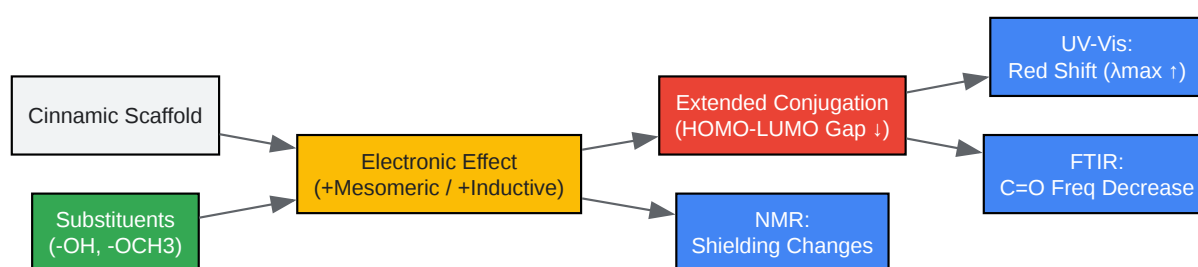 Cinnamic Scaffold
Substituents
(-OH, -OCH3)
Electronic Effect
(+Mesomeric / +Inductive)
Extended Conjugation
(HOMO-LUMO Gap ↓)
NMR:
Shielding Changes
UV-Vis:
Red Shift (λmax ↑)
FTIR:
C=O Freq Decrease